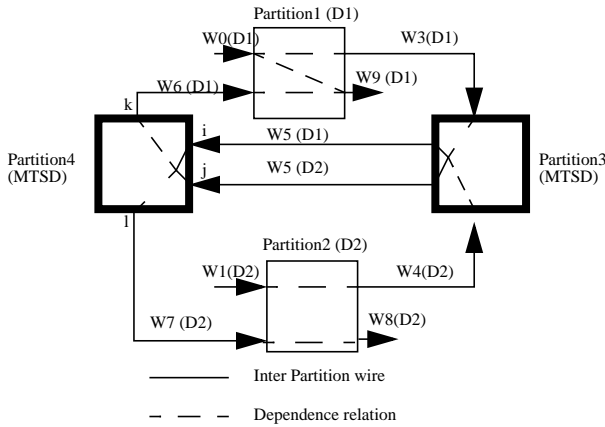 Partition1 (D1)
W0(D1)
W3(D1)
W9 (D1)
W6 (D1)
k
i
W5 (D1)
Partition4
(MTSD)
Partition3
(MTSD)
j
W5 (D2)
l
Partition2 (D2)
W1(D2)
W4(D2)
W7 (D2)
W8(D2)
Inter Partition wire
Dependence relation